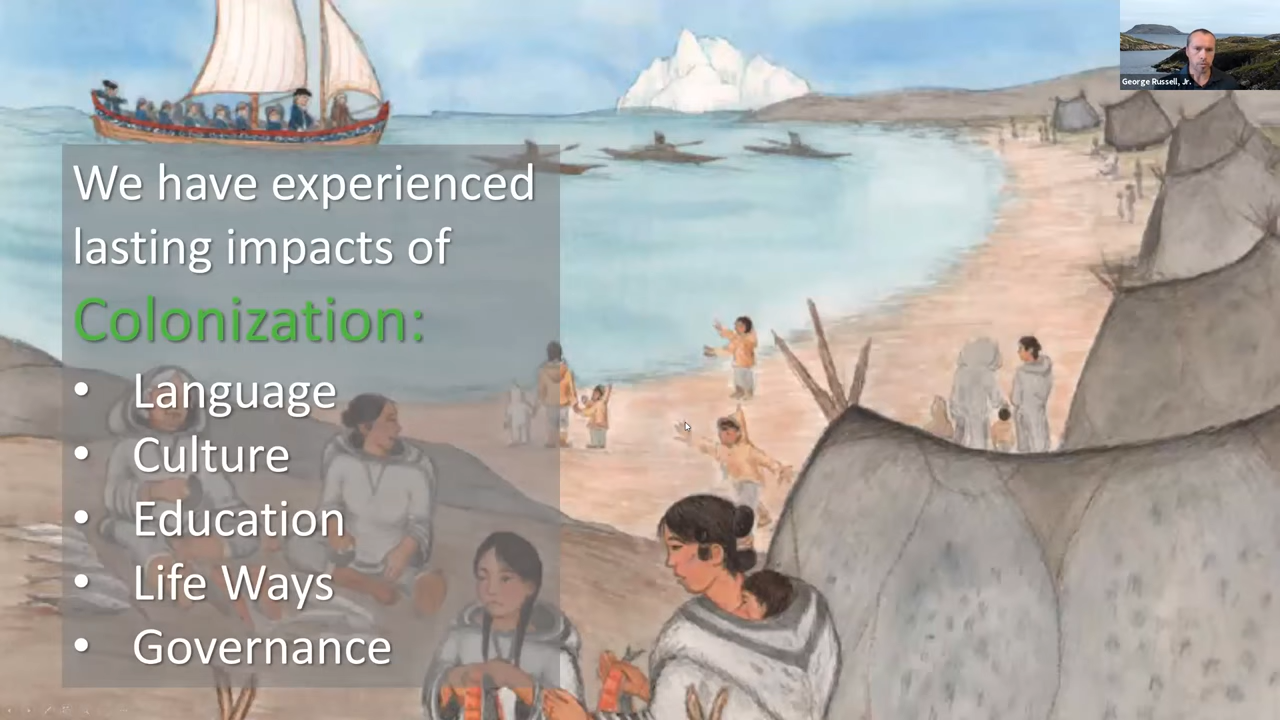 George Russell, Jr.
We have experienced
lasting impacts of
Colonization:
• Language
• Culture
• Education
• Life Ways
• Governance